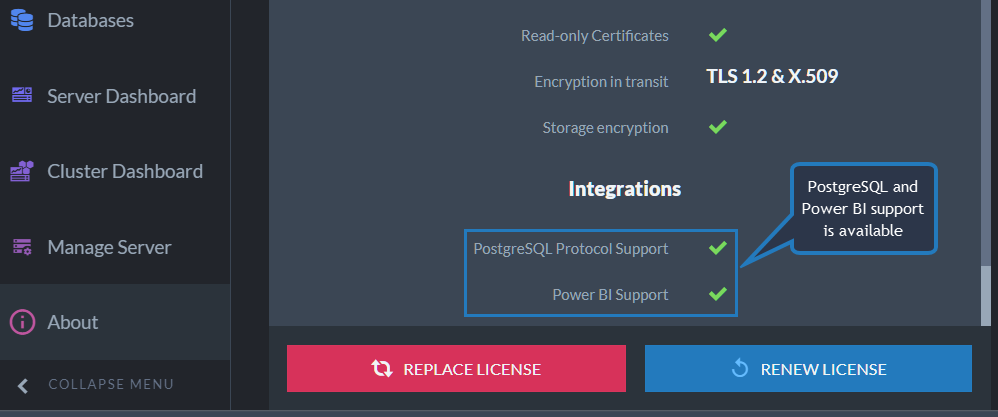 Databases
Server Dashboard
Cluster Dashboard
Manage Server
About
COLLAPSE MENU
Read-only Certificates
Encryption in transit TLS 1.2 & X.509
Storage encryption
Integrations
PostgreSQL Protocol Support
Power BI Support
PostgreSQL and
Power BI support
is available
REPLACE LICENSE
RENEW LICENSE